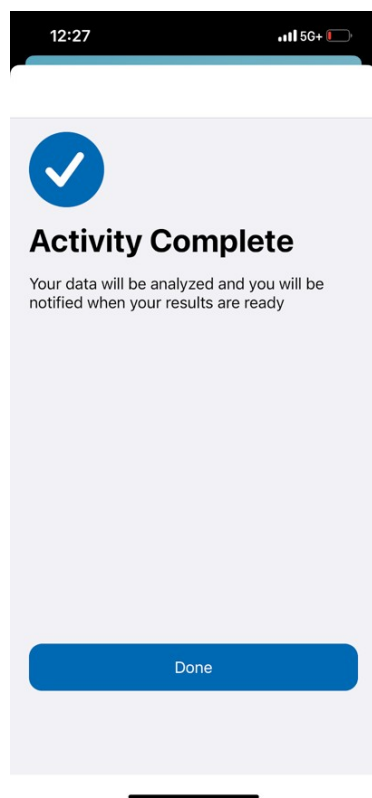 12:27
5G+
Activity Complete
Your data will be analyzed and you will be
notified when your results are ready
Done